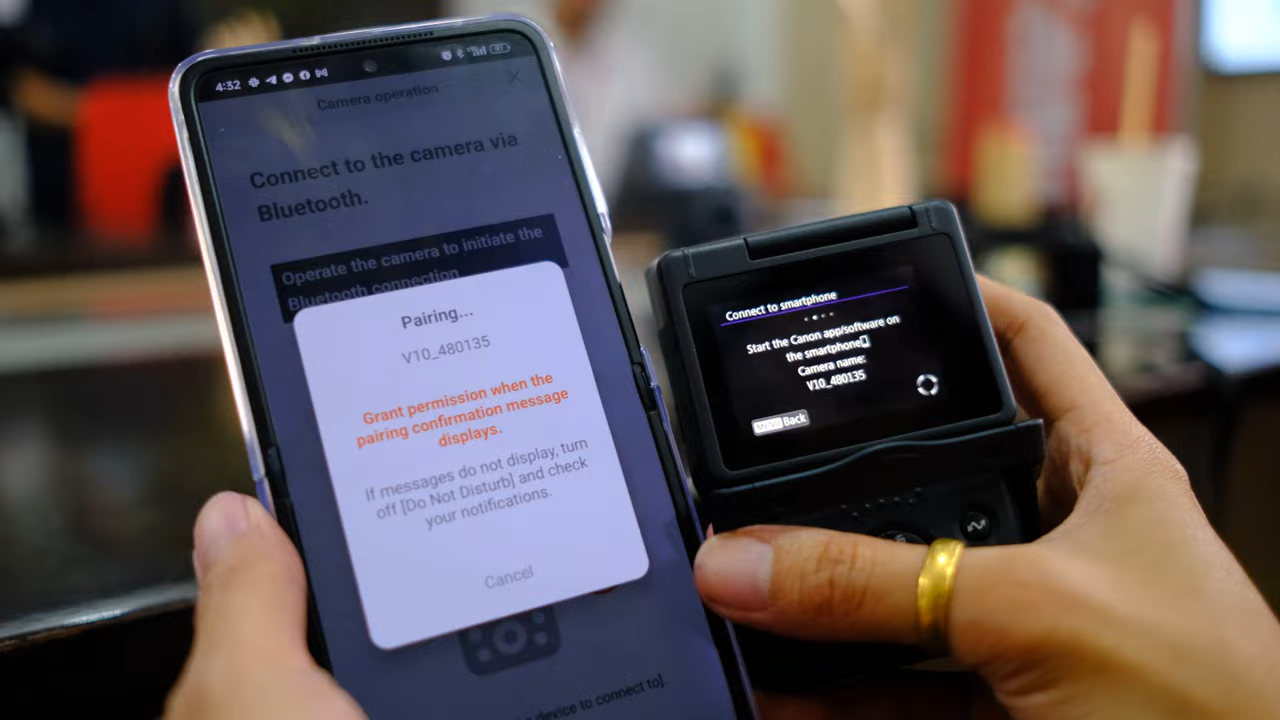 4:32
Camera operation
Connect to the camera via
Bluetooth.
Operate the camera to initiate the
Bluetooth connection
Pairing...
V10_480135
Grant permission when the
pairing confirmation message
displays.
If messages do not display, turn
off [Do Not Disturb] and check
your notifications.
Cancel
device to connect to].
Connect to smartphone
Start the Canon app/software on
the smartphone
Camera name:
V10_480135
MENU Back